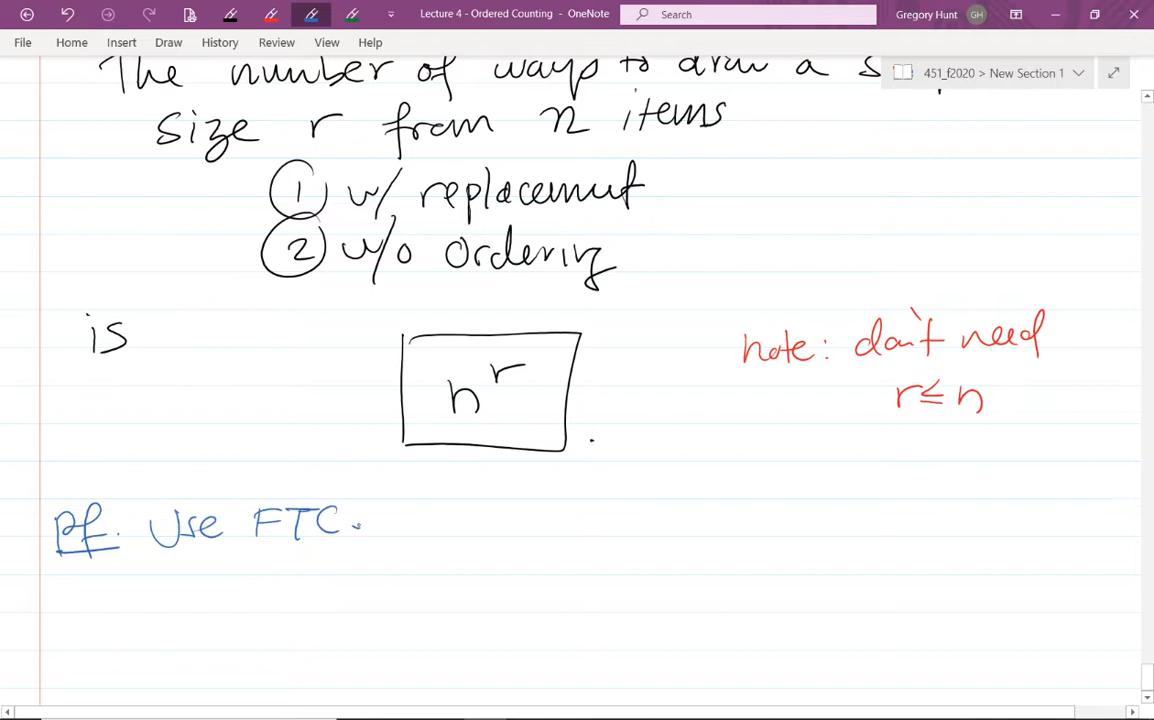 Lecture 4 - Ordered Counting - OneNote
Search
Gregory Hunt
GH
File Home Insert Draw History Review View Help
451_f2020 > New Section 1
The number of ways to draw a
size r from n items
1 w/ replacement
2 w/o ordering
is
n^r.
note: don't need
r ≤ n
pf. Use FTC.